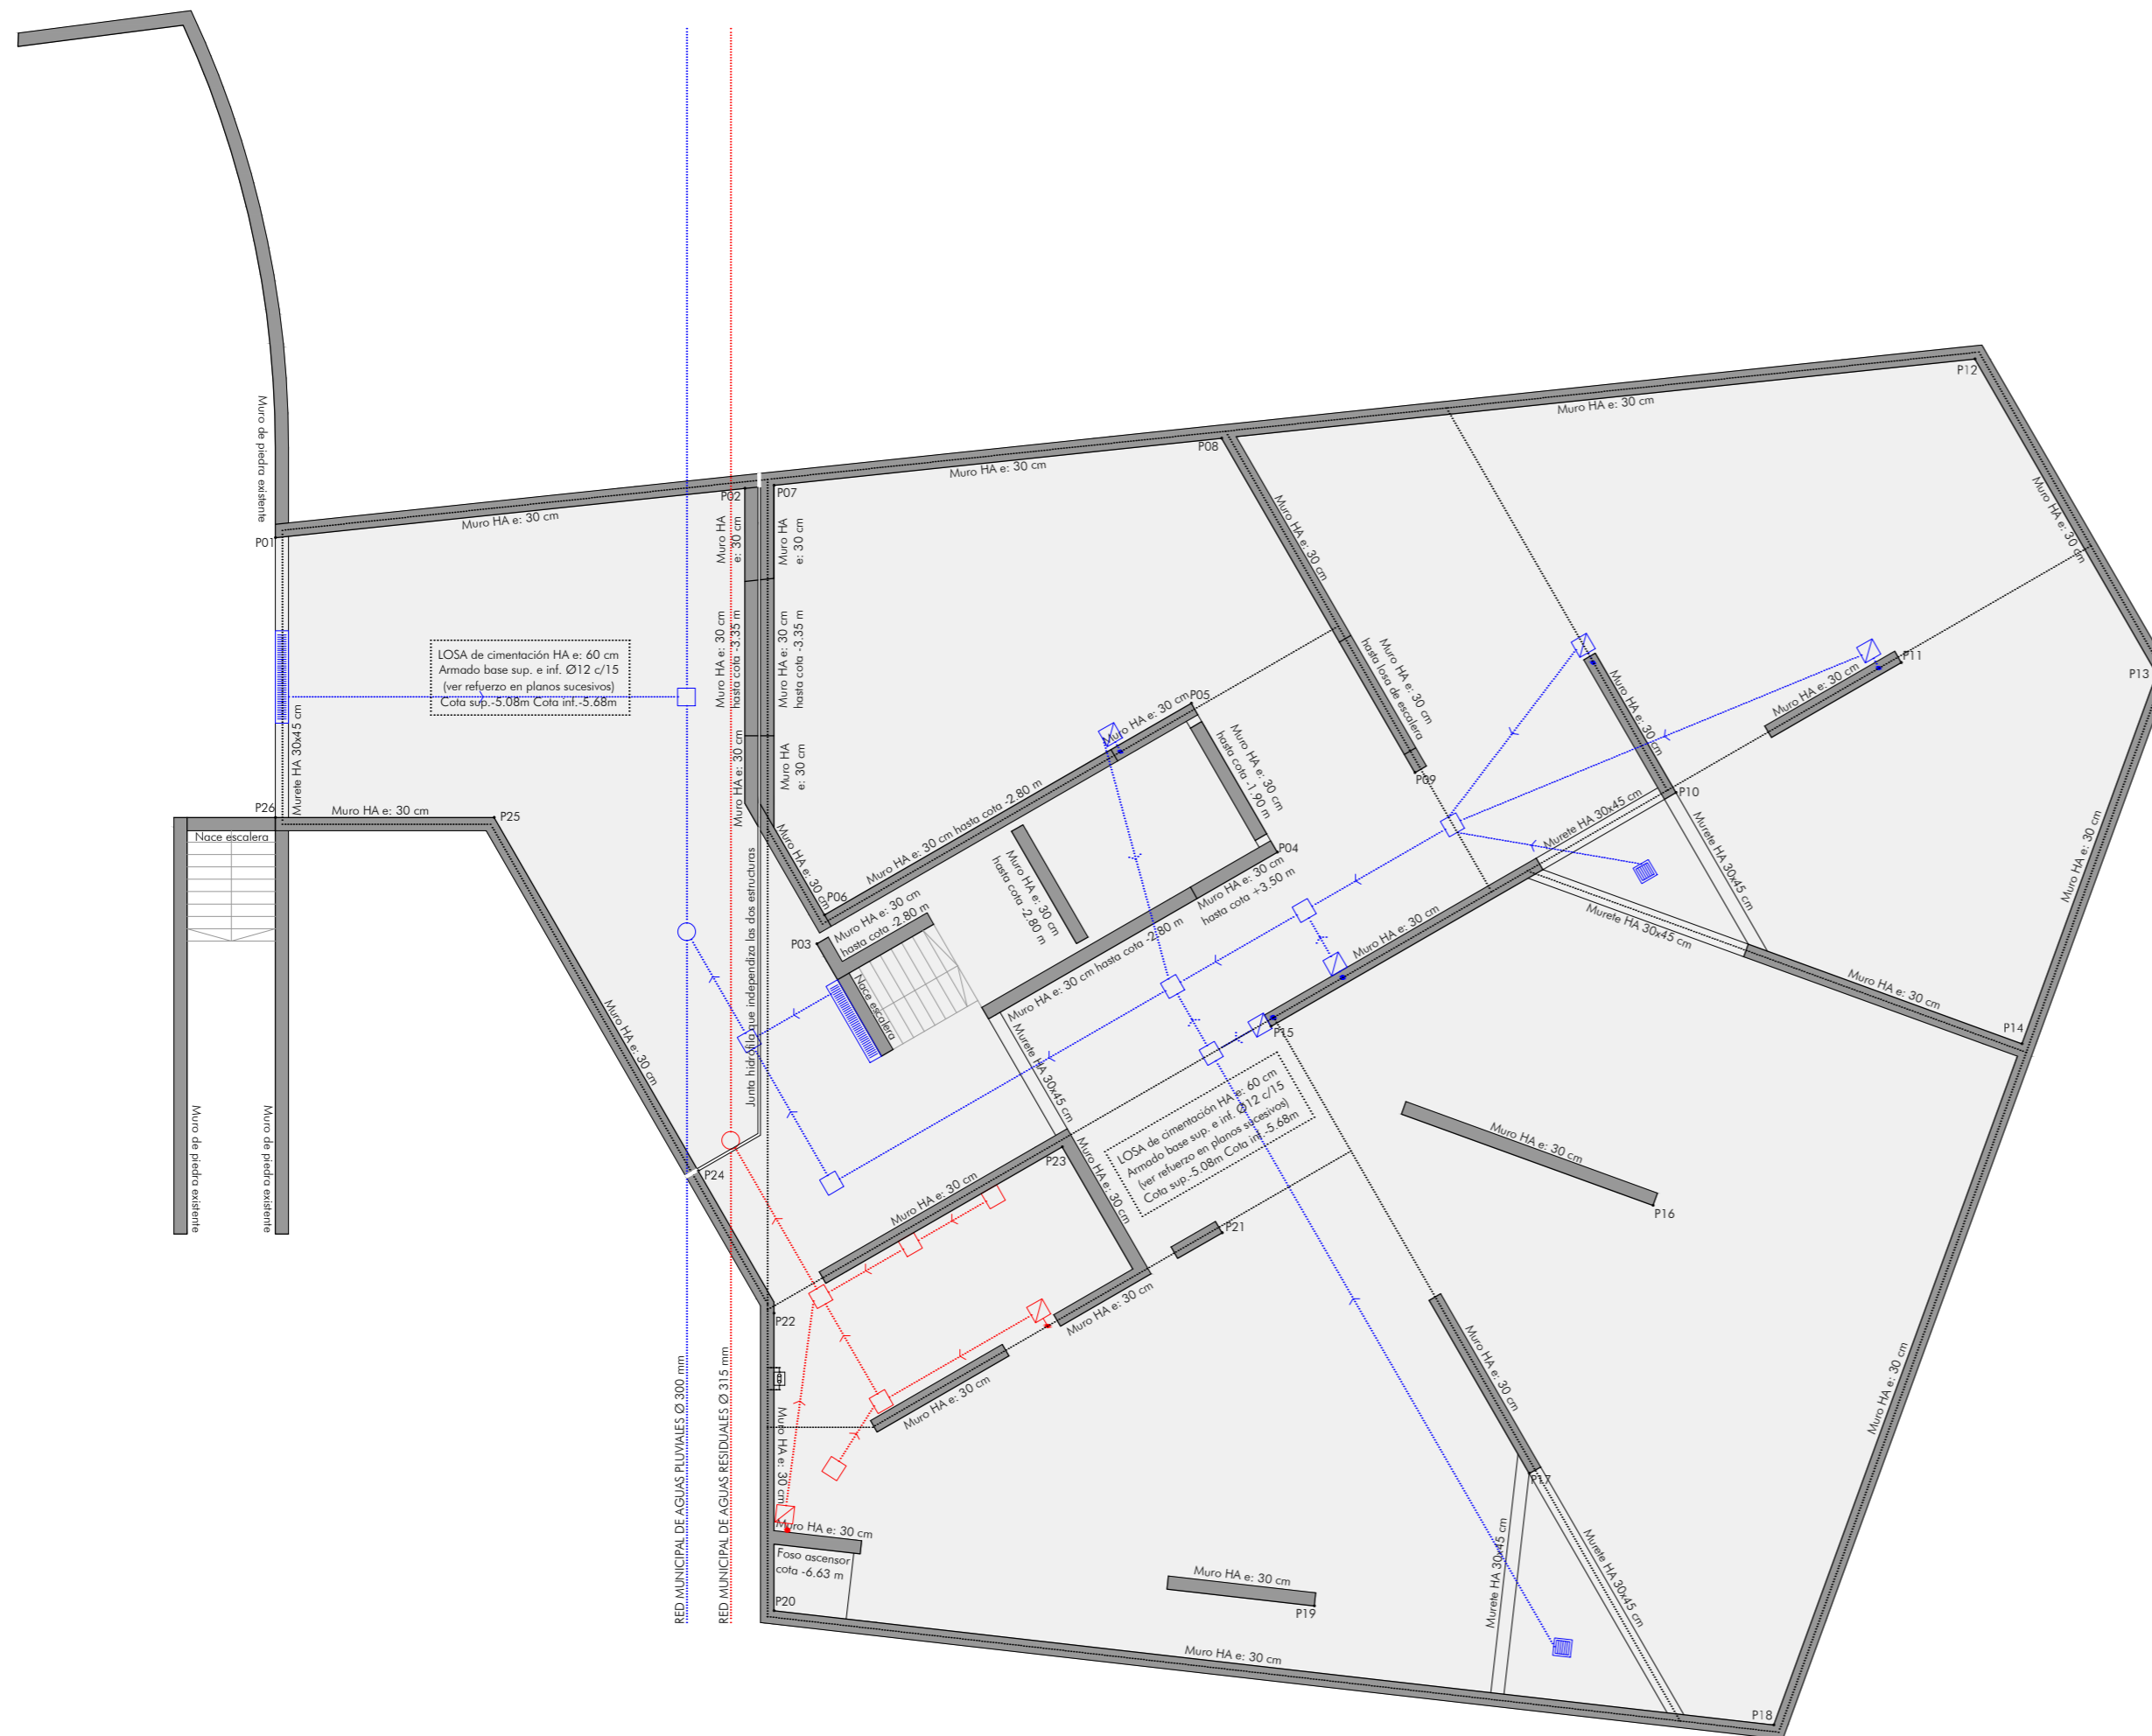 P12
Muro HA e: 30 cm
Muro de piedra existente
P08
Muro HA e: 30 cm
P02
P07
Muro HA e: 30 cm
P01
Muro HA
e: 30 cm
Muro HA
e: 30 cm
Muro HA e: 30 cm
Muro HA e: 30 cm
LOSA de cimentación HA e: 60 cm
Armado base sup. e inf. Ø12 c/15
(ver refuerzo en planos sucesivos)
Cota sup.-5.08m Cota inf.-5.68m
Muro HA e: 30 cm
hasta cota -3.35 m
Muro HA e: 30 cm
hasta cota -3.35 m
Muro HA e: 30 cm
hasta losa de escalera
P11
P13
Muro HA e: 30 cm
Muro HA e: 30 cm
P05
Muro HA e: 30 cm
Murete HA 30x45 cm
Muro HA e: 30 cm
Muro HA
e: 30 cm
Muro HA e: 30 cm
hasta cota -1.90 m
P09
P10
Muro HA e: 30 cm hasta cota -2.80 m
P26
Muro HA e: 30 cm
P25
Nace escalera
Murete HA 30x45 cm
Murete HA 30x45 cm
P04
Muro HA e: 30 cm
P06
Muro HA e: 30 cm
hasta cota -2.80 m
Muro HA e: 30 cm
hasta cota -2.80 m
Muro HA e: 30 cm
hasta cota +3.50 m
P03
Murete HA 30x45 cm
Muro HA e: 30 cm
Muro HA e: 30 cm
Junta hidrófila que independiza las dos estructuras
Nace escalera
Muro HA e: 30 cm hasta cota -2.80 m
Muro HA e: 30 cm
P14
P15
Muro HA e: 30 cm
Murete HA 30x45 cm
LOSA de cimentación HA e: 60 cm
Armado base sup. e inf. Ø12 c/15
(ver refuerzo en planos sucesivos)
Cota sup.-5.08m Cota inf.-5.68m
Muro de piedra existente
Muro de piedra existente
P23
P24
Muro HA e: 30 cm
Muro HA e: 30 cm
Muro HA e: 30 cm
P16
P21
Muro HA e: 30 cm
P22
Muro HA e: 30 cm
Muro HA e: 30 cm
Muro HA e: 30 cm
RED MUNICIPAL DE AGUAS PLUVIALES Ø 300 mm
RED MUNICIPAL DE AGUAS RESIDUALES Ø 315 mm
Muro HA e: 30 cm
P17
Muro HA e: 30 cm
Foso ascensor
cota -6.63 m
Murete HA 30x45 cm
Murete HA 30x45 cm
Muro HA e: 30 cm
P19
P20
Muro HA e: 30 cm
P18